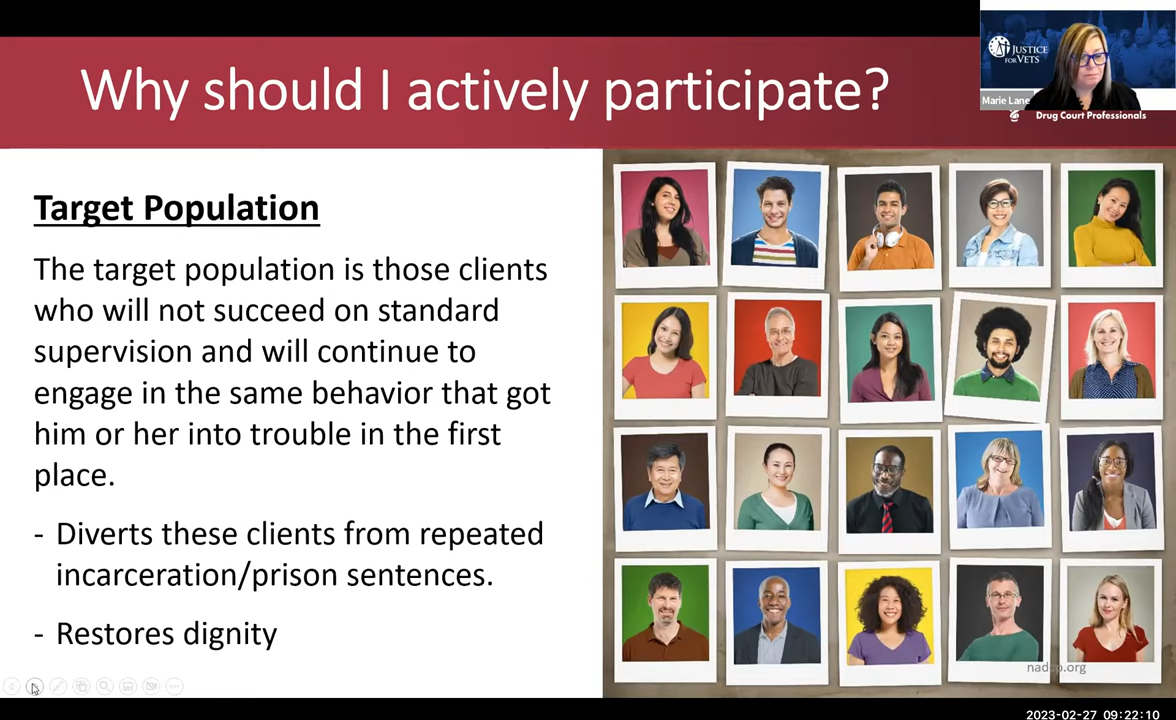 Why should I actively participate?
JUSTICE
FOR VETS
Marie Lane
Drug Court Professionals
Target Population
The target population is those clients
who will not succeed on standard
supervision and will continue to
engage in the same behavior that got
him or her into trouble in the first
place.
- Diverts these clients from repeated
incarceration/prison sentences.
- Restores dignity
nadcp.org
2023-02-27 09:22:10